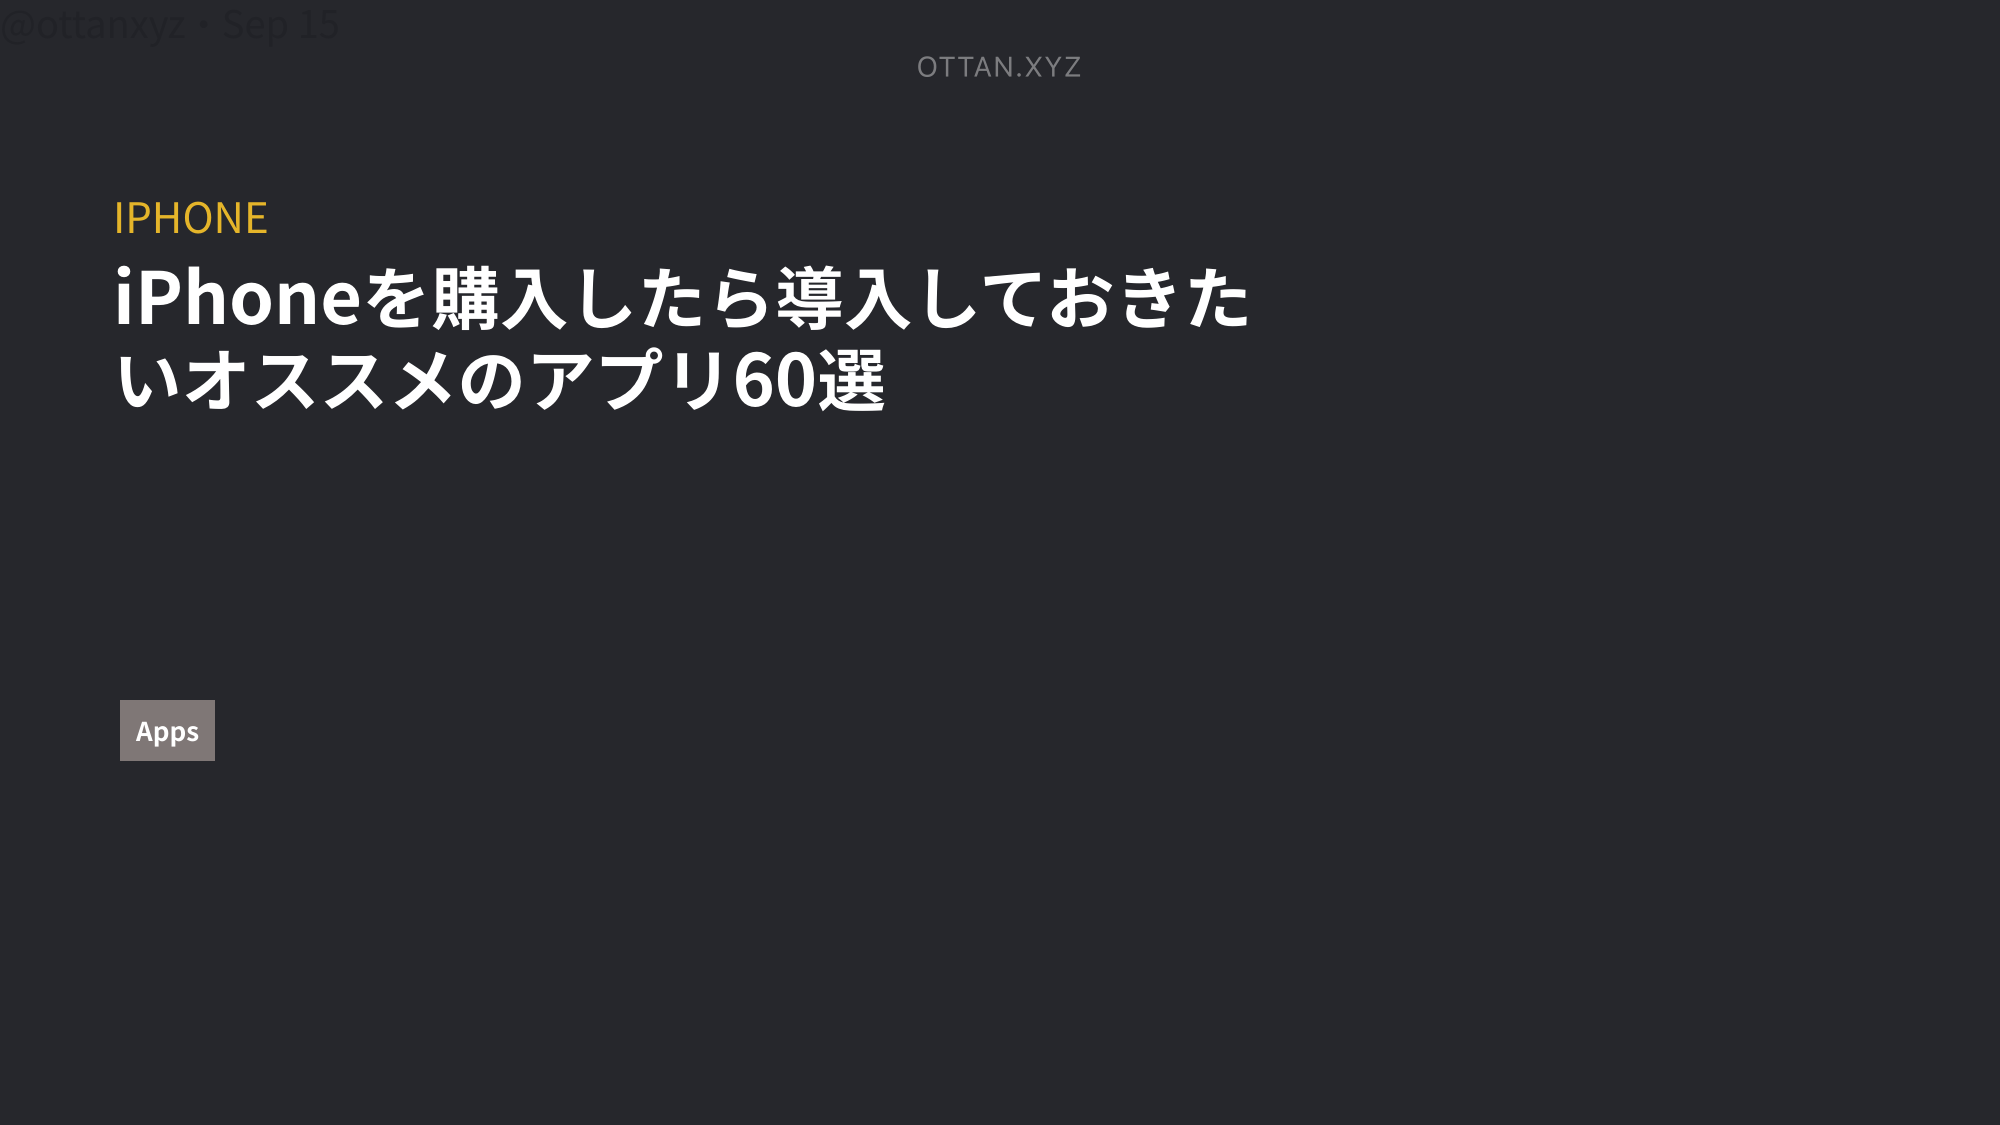 @ottanxyz・Sep 15
OTTAN.XYZ
IPHONE
iPhoneを購入したら導入しておきた
いオススメのアプリ60選
Apps